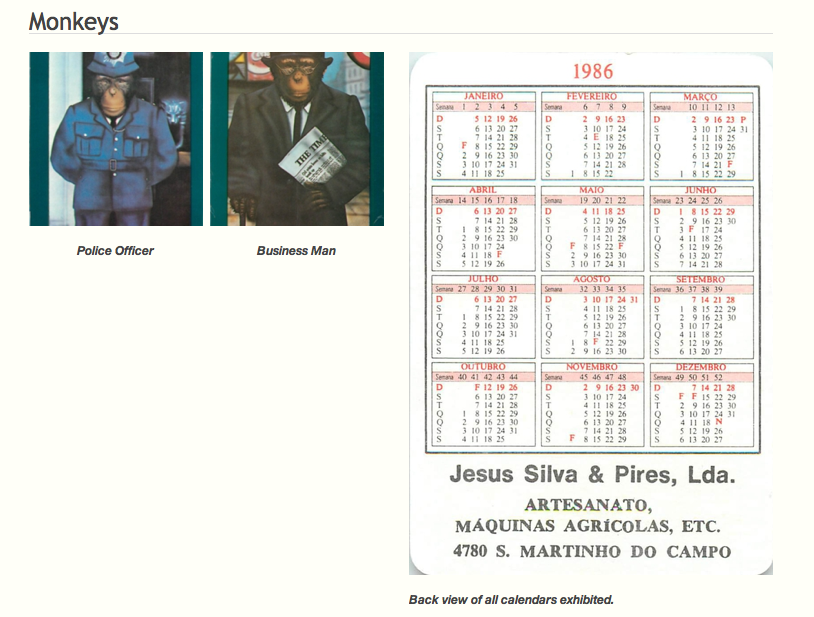 Monkeys
THE TIM
Police Officer
Business Man
1986
JANEIRO
Semana 1 2 3 4 5
D 5 12 19 26
S 6 13 20 27
T 7 14 21 28
Q F 8 15 22 29
Q 2 9 16 23 30
S 3 10 17 24 31
S 4 11 18 25
FEVEREIRO
Semana 6 7 8 9
D 2 9 16 23
S 3 10 17 24
T 4 E 18 25
Q 5 12 19 26
Q 6 13 20 27
S 7 14 21 28
S 1 8 15 22
MARÇO
Semana 10 11 12 13
D 2 9 16 23 P
S 3 10 17 24 31
T 4 11 18 25
Q 5 12 19 26
Q 6 13 20 27
S 7 14 21 F
S 1 8 15 22 29
ABRIL
Semana 14 15 16 17 18
D 6 13 20 27
S 7 14 21 28
T 1 8 15 22 29
Q 2 9 16 23 30
Q 3 10 17 24
S 4 11 18 F
S 5 12 19 26
MAIO
Semana 19 20 21 22
D 4 11 18 25
S 5 12 19 26
T 6 13 20 27
Q 7 14 21 28
Q F 8 15 22 F
S 2 9 16 23 30
S 3 10 17 24 31
JUNHO
Semana 23 24 25 26
D 1 8 15 22 29
S 2 9 16 23 30
T 3 F 17 24
Q 4 11 18 25
Q 5 12 19 26
S 6 13 20 27
S 7 14 21 28
JULHO
Semana 27 28 29 30 31
D 6 13 20 27
S 7 14 21 28
T 1 8 15 22 29
Q 2 9 16 23 30
Q 3 10 17 24 31
S 4 11 18 25
S 5 12 19 26
AGOSTO
Semana 32 33 34 35
D 3 10 17 24 31
S 4 11 18 25
T 5 12 19 26
Q 6 13 20 27
Q 7 14 21 28
S 1 8 F 22 29
S 2 9 16 23 30
SETEMBRO
Semana 36 37 38 39
D 7 14 21 28
S 1 8 15 22 29
T 2 9 16 23 30
Q 3 10 17 24
Q 4 11 18 25
S 5 12 19 26
S 6 13 20 27
OUTUBRO
Semana 40 41 42 43 44
D F 12 19 26
S 6 13 20 27
T 7 14 21 28
Q 1 8 15 22 29
Q 2 9 16 23 30
S 3 10 17 24 31
S 4 11 18 25
NOVEMBRO
Semana 45 46 47 48
D 2 9 16 23 30
S 3 10 17 24
T 4 11 18 25
Q 5 12 19 26
Q 6 13 20 27
S 7 14 21 28
S F 8 15 22 29
DEZEMBRO
Semana 49 50 51 52
D 7 14 21 28
S F F 15 22 29
T 2 9 16 23 30
Q 3 10 17 24 31
Q 4 11 18 N
S 5 12 19 26
S 6 13 20 27
Jesus Silva & Pires, Lda.
ARTESANATO,
MÁQUINAS AGRÍCOLAS, ETC.
4780 S. MARTINHO DO CAMPO
Back view of all calendars exhibited.